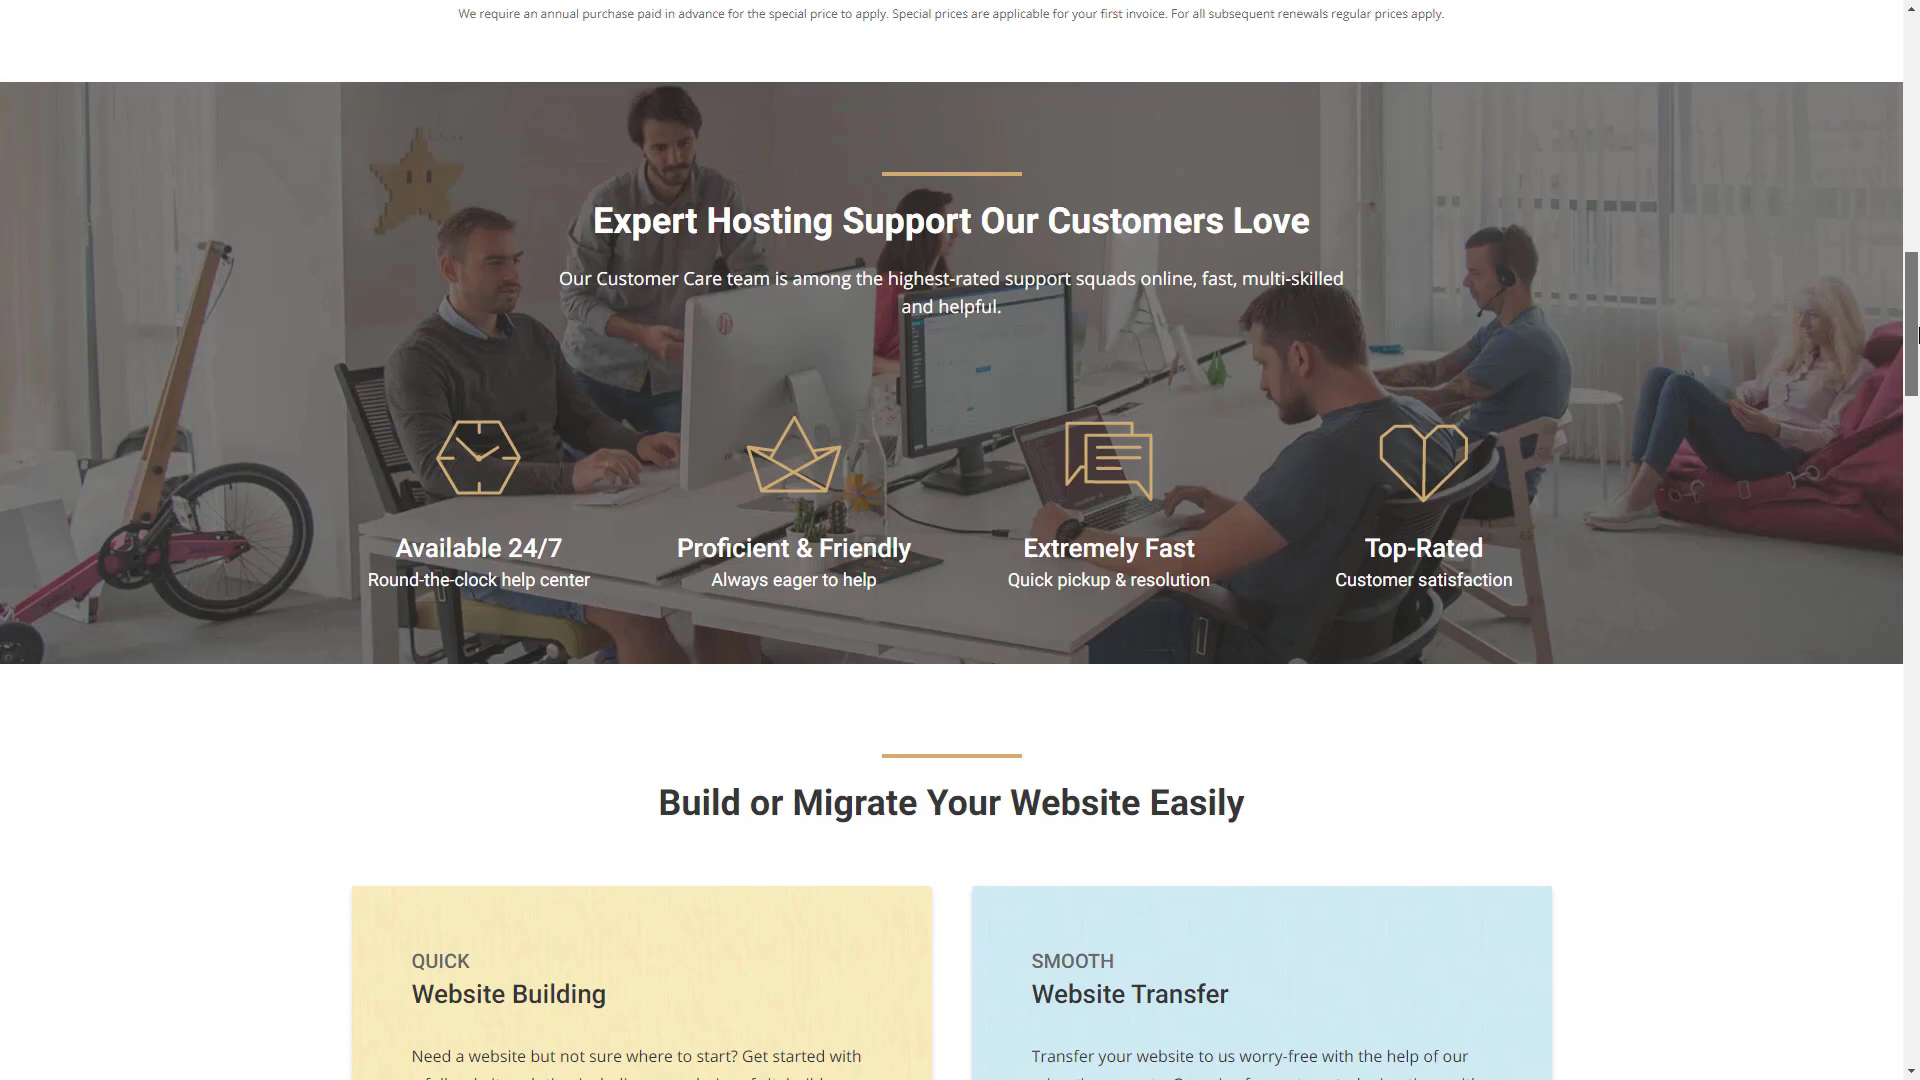 We require an annual purchase paid in advance for the special price to apply. Special prices are applicable for your first invoice. For all subsequent renewals regular prices apply.
Expert Hosting Support Our Customers Love
Our Customer Care team is among the highest-rated support squads online, fast, multi-skilled
and helpful.
Available 24/7
Round-the-clock help center
Proficient & Friendly
Always eager to help
Extremely Fast
Quick pickup & resolution
Top-Rated
Customer satisfaction
Build or Migrate Your Website Easily
QUICK
Website Building
Need a website but not sure where to start? Get started with
SMOOTH
Website Transfer
Transfer your website to us worry-free with the help of our